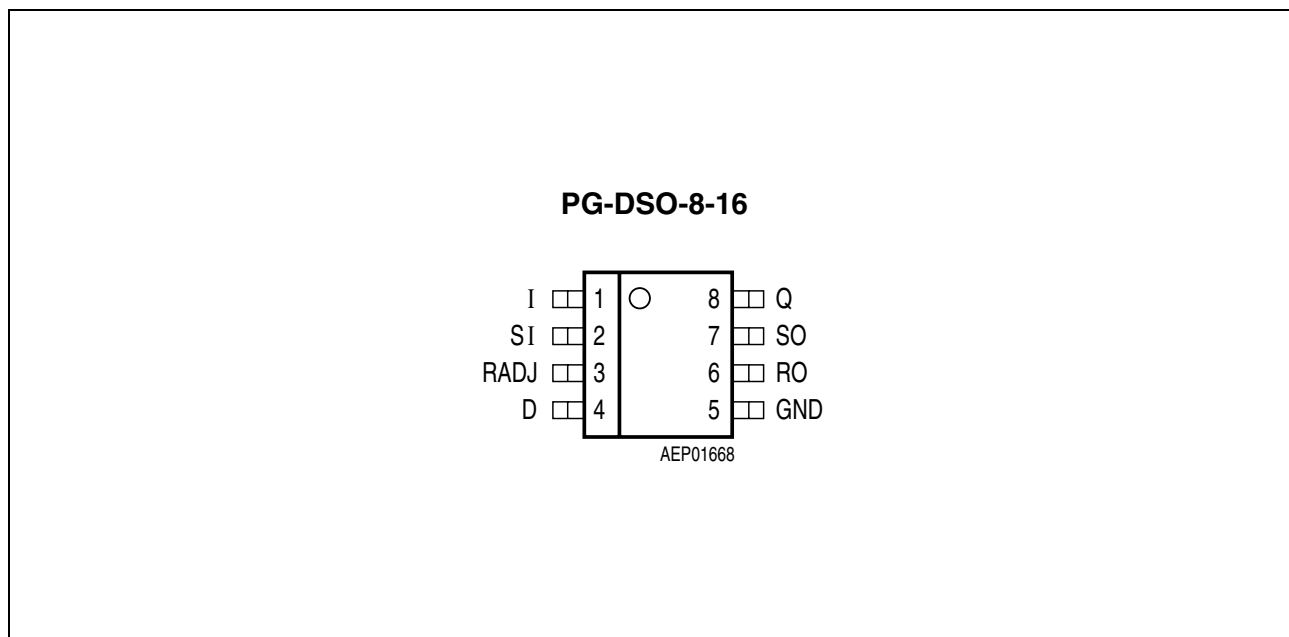 PG-DSO-8-16
I 1 8 Q
SI 2 7 SO
RADJ 3 6 RO
D 4 5 GND
AEP01668